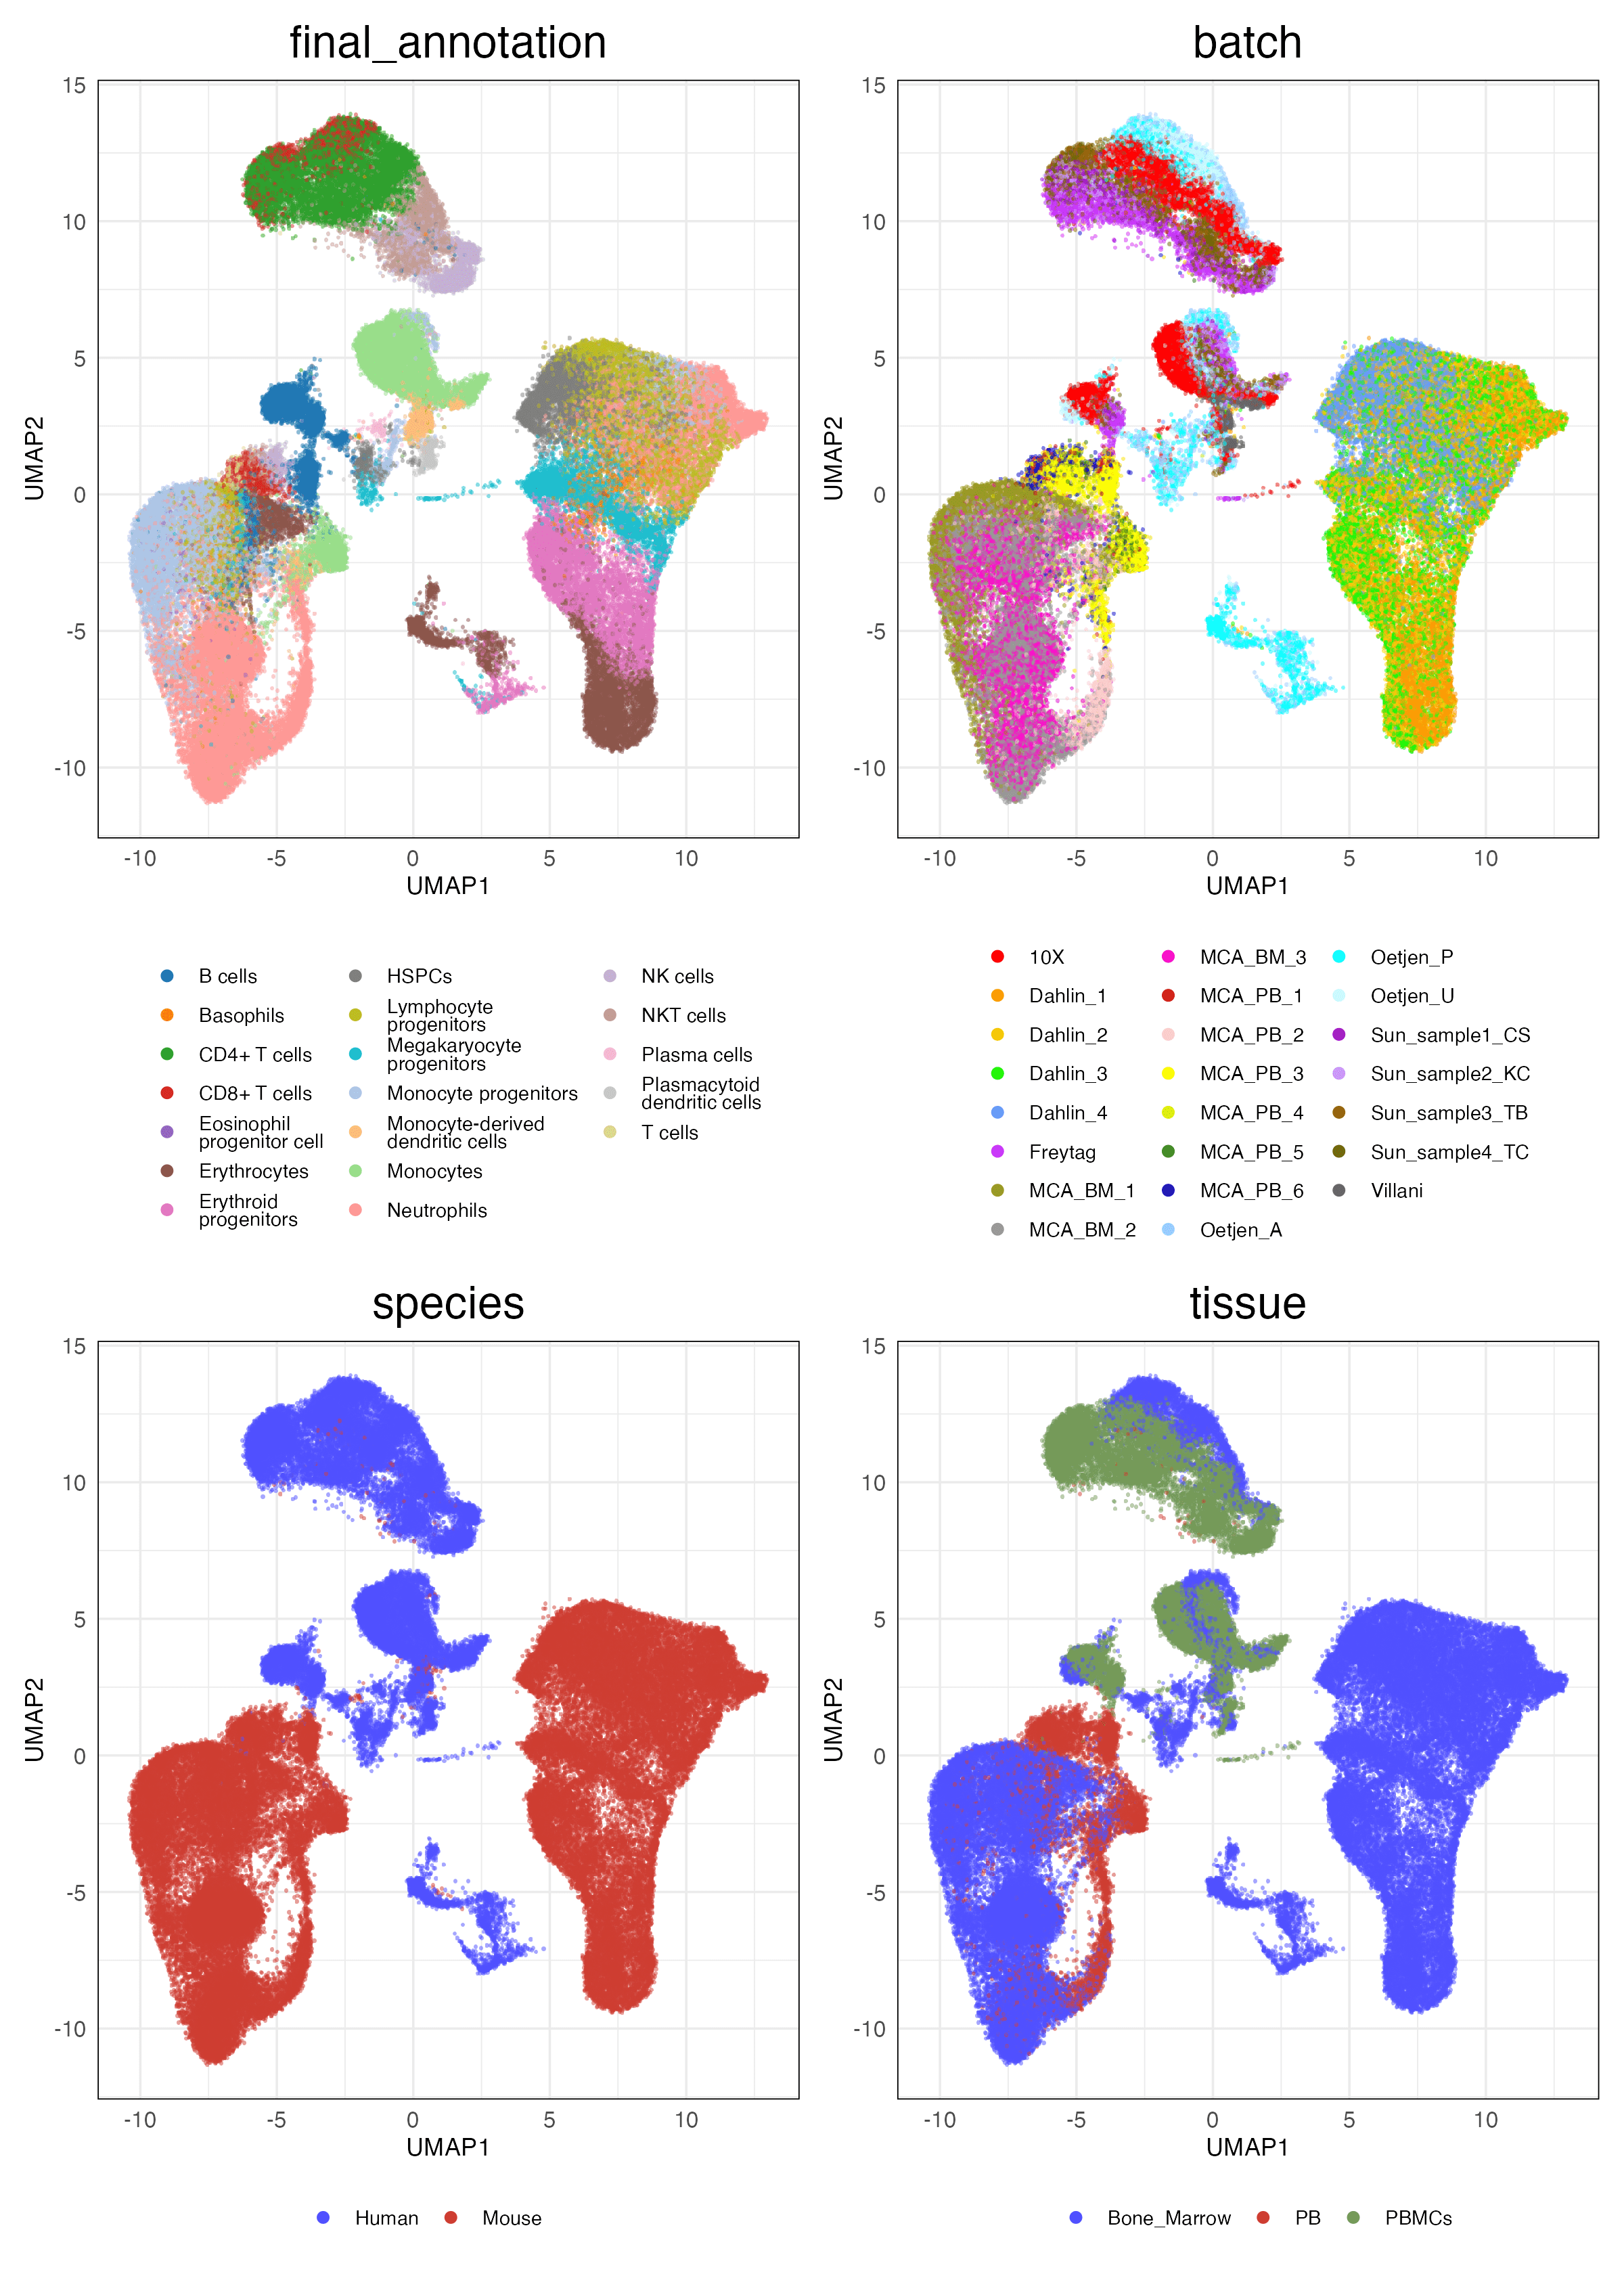 final_annotation
batch
15
10
5
0
-5
-10
UMAP2
-10
-5
0
5
10
UMAP1
15
10
5
0
-5
-10
UMAP2
-10
-5
0
5
10
UMAP1
B cells
Basophils
CD4+ T cells
CD8+ T cells
Eosinophil
progenitor cell
Erythrocytes
Erythroid
progenitors
HSPCs
Lymphocyte
progenitors
Megakaryocyte
progenitors
Monocyte progenitors
Monocyte-derived
dendritic cells
Monocytes
Neutrophils
NK cells
NKT cells
Plasma cells
Plasmacytoid
dendritic cells
T cells
10X
Dahlin_1
Dahlin_2
Dahlin_3
Dahlin_4
Freytag
MCA_BM_1
MCA_BM_2
MCA_BM_3
MCA_PB_1
MCA_PB_2
MCA_PB_3
MCA_PB_4
MCA_PB_5
MCA_PB_6
Oetjen_A
Oetjen_P
Oetjen_U
Sun_sample1_CS
Sun_sample2_KC
Sun_sample3_TB
Sun_sample4_TC
Villani
species
tissue
15
10
5
0
-5
-10
UMAP2
-10
-5
0
5
10
UMAP1
15
10
5
0
-5
-10
UMAP2
-10
-5
0
5
10
UMAP1
Human
Mouse
Bone_Marrow
PB
PBMCs